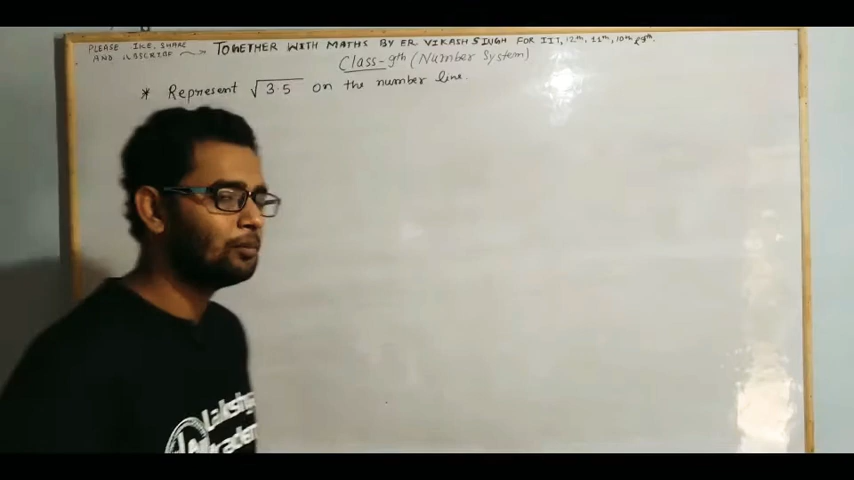 PLEASE LIKE, SHARE
AND SUBSCRIBE
TOGETHER WITH MATHS BY ER VIKASH SINGH FOR IIT, 12th, 11th, 10th & 9th.
Class-9th (Number System)
* Represent √3.5 on the number line.
Lakshya